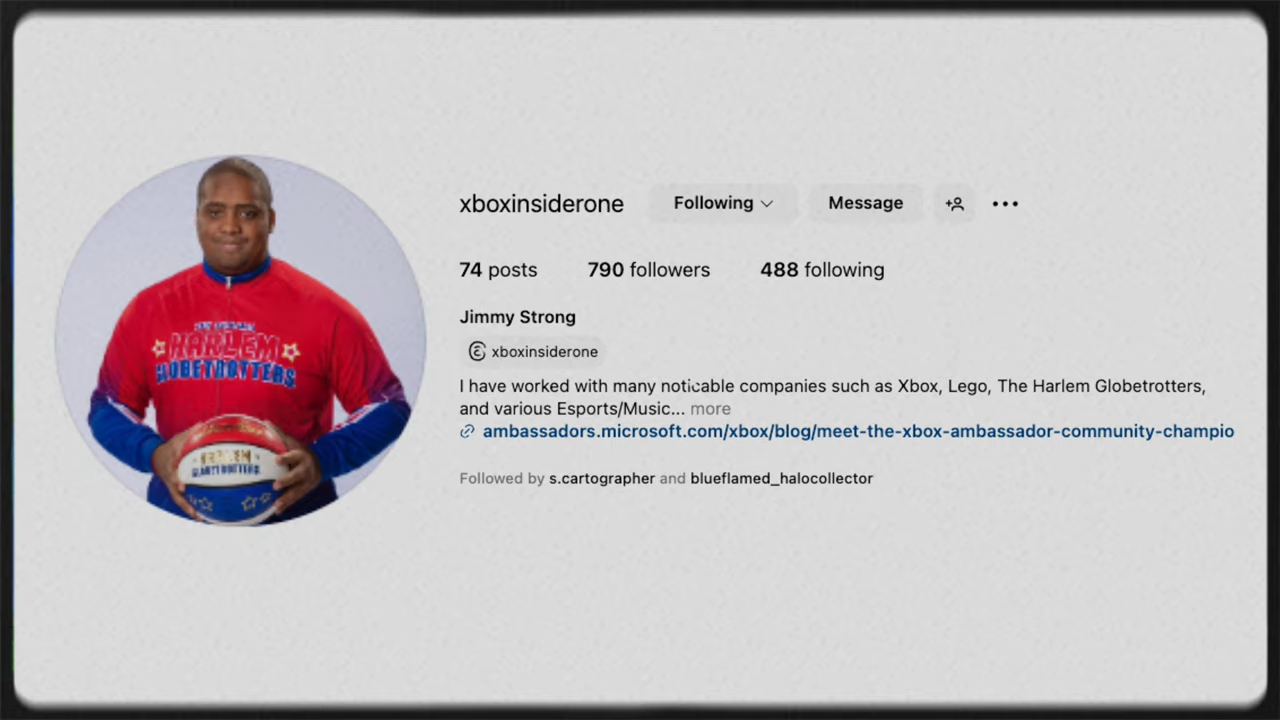 xboxinsiderone Following Message
74 posts 790 followers 488 following
Jimmy Strong
xboxinsiderone
I have worked with many noticable companies such as Xbox, Lego, The Harlem Globetrotters,
and various Esports/Music... more
ambassadors.microsoft.com/xbox/blog/meet-the-xbox-ambassador-community-champio
Followed by s.cartographer and blueflamed_halocollector
HARLEM
GLOBETROTTERS
HARLEM
GLOBETROTTERS